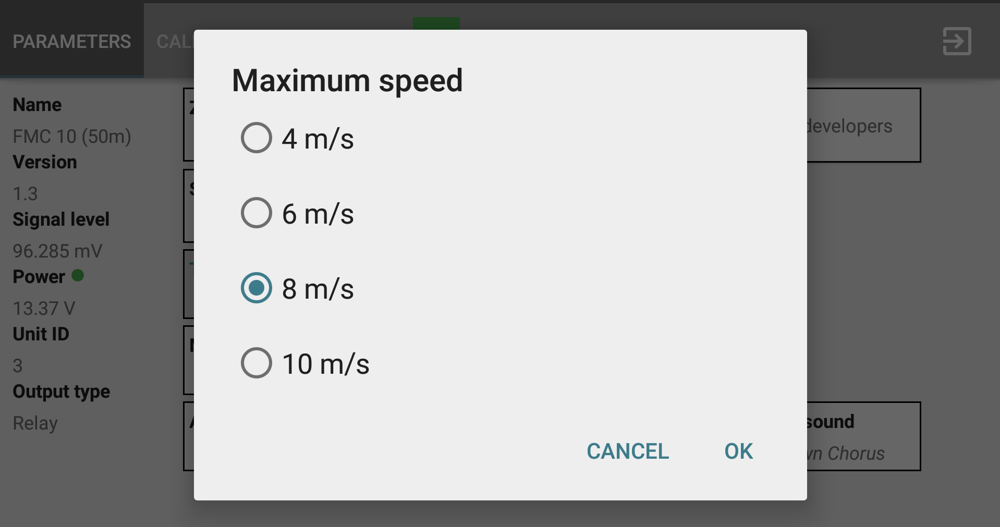 PARAMETERS
Maximum speed
Name
4 m/s
developers
FMC 10 (50m)
Version
1.3
6 m/s
Signal level
96.285 mV
Power
8 m/s
13.37 V
Unit ID
3
10 m/s
Output type
Relay
sound
Chorus
CANCEL
OK